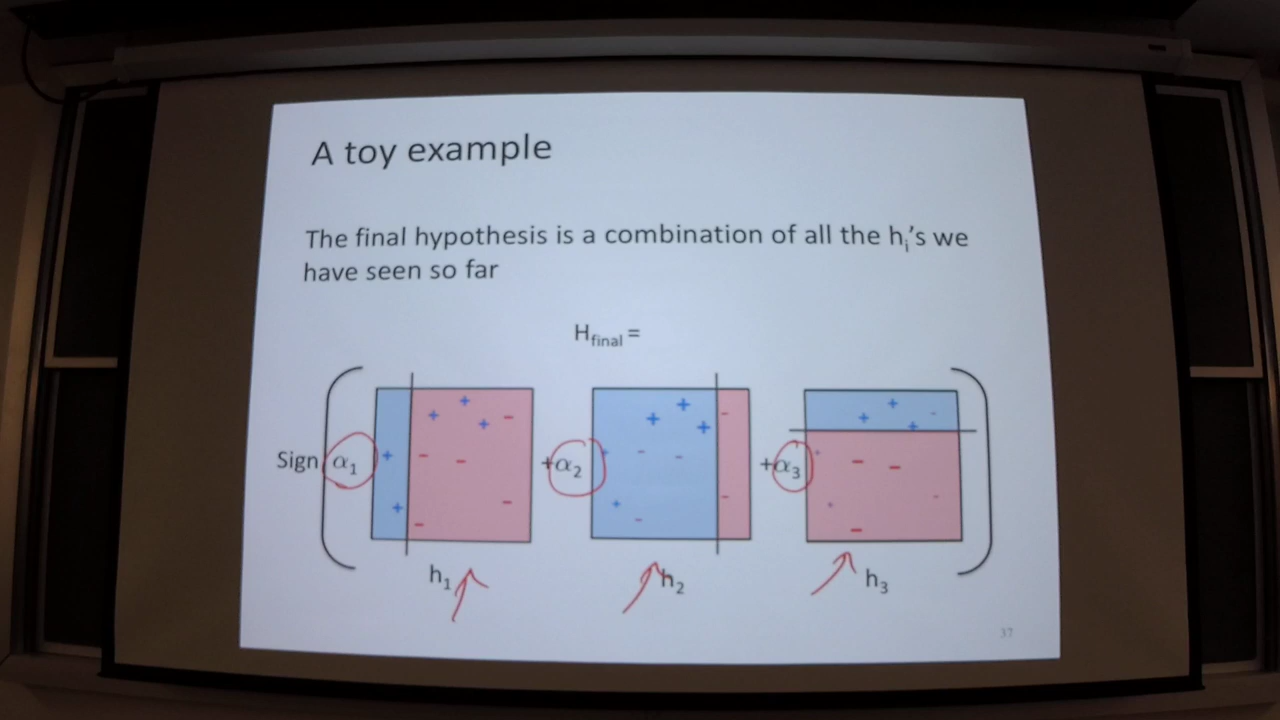 A toy example
The final hypothesis is a combination of all the hᵢ's we
have seen so far
H_final =
Sign ( α₁ + α₂ + α₃ )
h₁ h₂ h₃
37